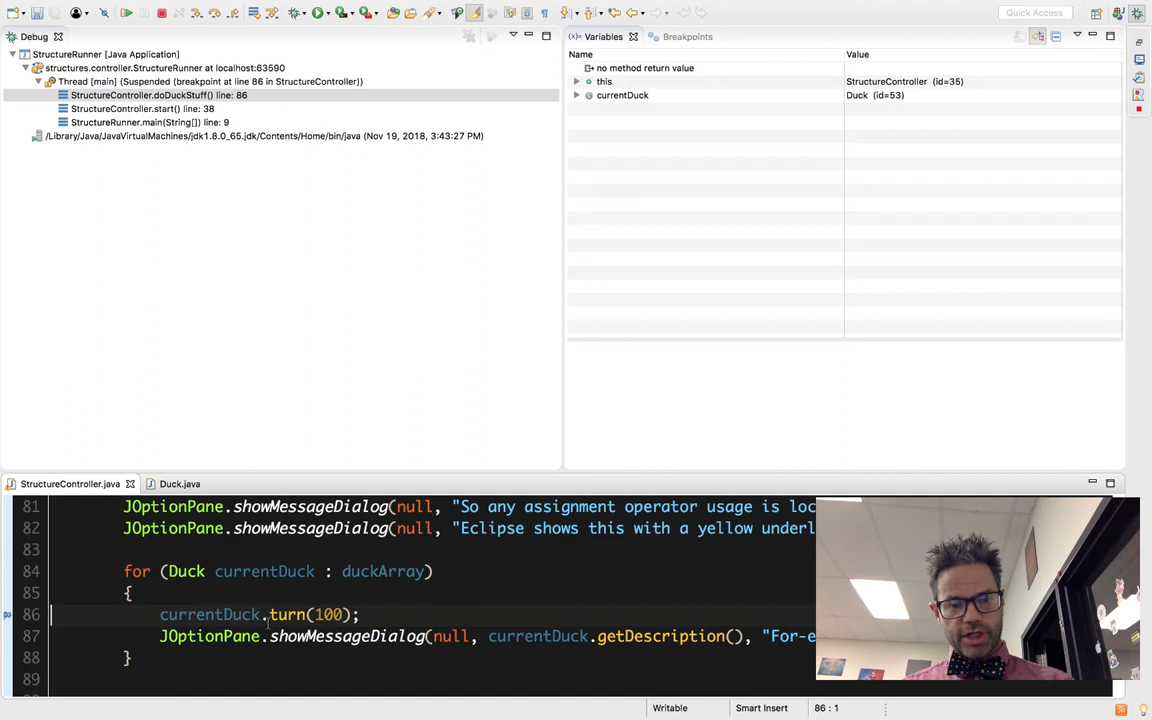 Quick Access
Debug
StructureRunner [Java Application]
structures.controller.StructureRunner at localhost:63590
Thread [main] (Suspended (breakpoint at line 86 in StructureController))
StructureController.doDuckStuff() line: 86
StructureController.start() line: 38
StructureRunner.main(String[]) line: 9
/Library/Java/JavaVirtualMachines/jdk1.8.0_65.jdk/Contents/Home/bin/java (Nov 19, 2018, 3:43:27 PM)
(x)= Variables Breakpoints
Name Value
no method return value
this StructureController (id=35)
currentDuck Duck (id=53)
StructureController.java Duck.java
81 JOptionPane.showMessageDialog(null, "So any assignment operator usage is loc
82 JOptionPane.showMessageDialog(null, "Eclipse shows this with a yellow underl
83
84 for (Duck currentDuck : duckArray)
85 {
86 currentDuck.turn(100);
87 JOptionPane.showMessageDialog(null, currentDuck.getDescription(), "For-e
88 }
89
Writable Smart Insert 86 : 1